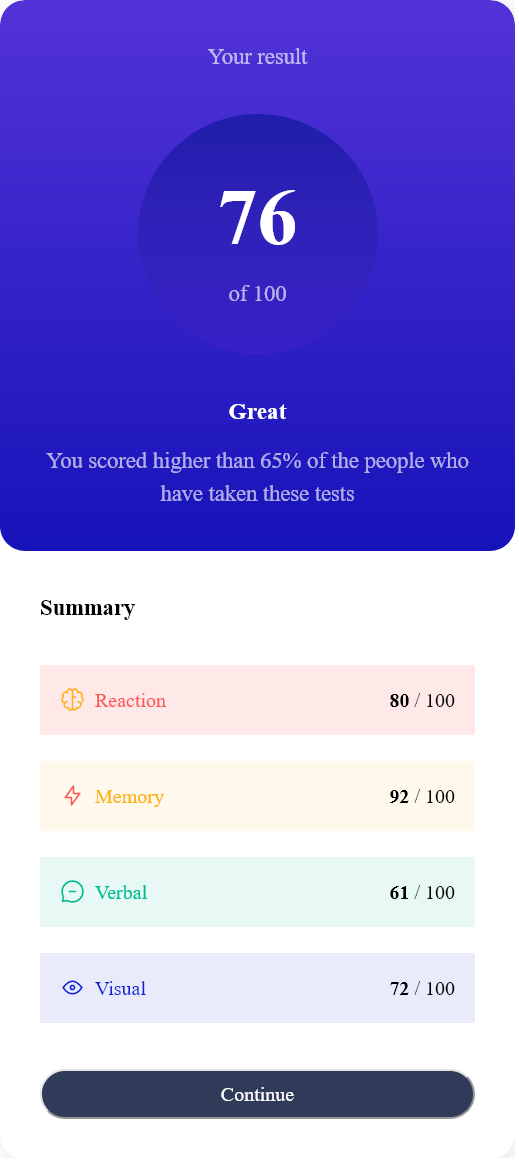 Your result
76
of 100
Great
You scored higher than 65% of the people who
have taken these tests
Summary
Reaction 80 / 100
Memory 92 / 100
Verbal 61 / 100
Visual 72 / 100
Continue